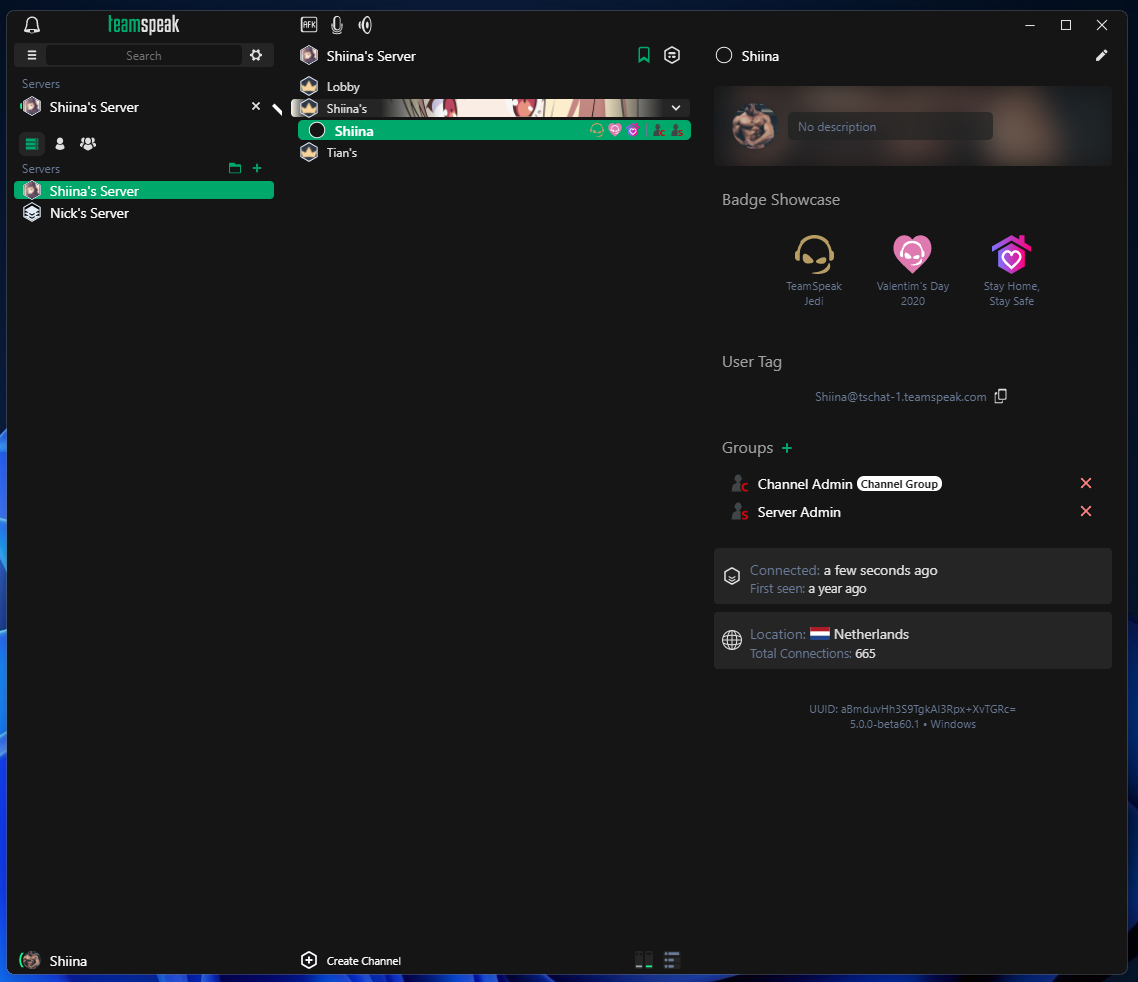 teamspeak
AFK
Search
Servers
Shiina's Server
Servers
Shiina's Server
Nick's Server
Shiina
Shiina's Server
Lobby
Shiina's
Shiina
Tian's
Create Channel
Shiina
No description
Badge Showcase
TeamSpeak
Jedi
Valentim's Day
2020
Stay Home,
Stay Safe
User Tag
Shiina@tschat-1.teamspeak.com
Groups +
C Channel Admin Channel Group
S Server Admin
Connected: a few seconds ago
First seen: a year ago
Location: Netherlands
Total Connections: 665
UUID: aBmduvHh3S9TgkAl3Rpx+XvTGRc=
5.0.0-beta60.1 • Windows